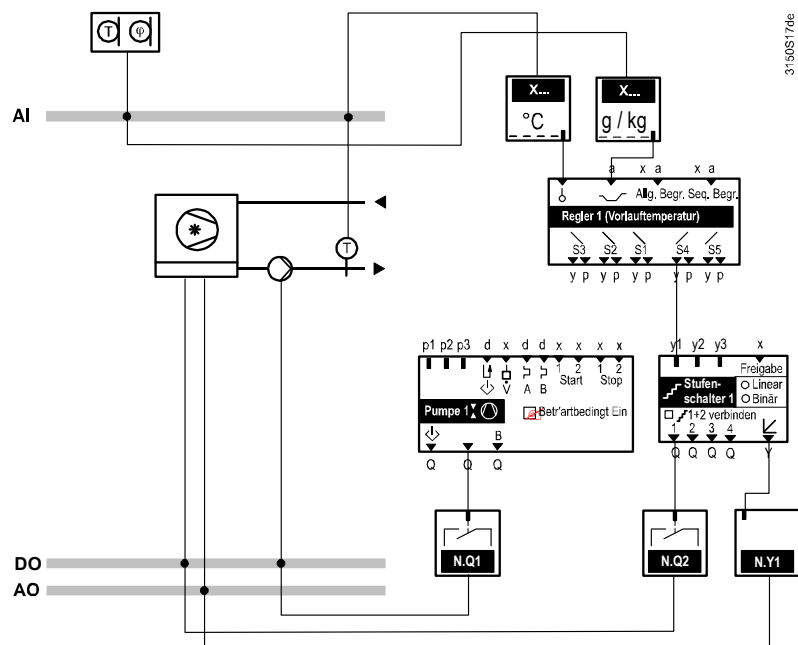 3150S17de
T φ
AI
X...
°C
X...
g / kg
a x a x a
Allg. Begr. Seq. Begr.
Regler 1 (Vorlauftemperatur)
S3 S2 S1 S4 S5
y p y p y p y p y p
T
p1 p2 p3 d x d d x x x x
1 2 1 2
V A B Start Stop
Pumpe 1
Betr'artbedingt Ein
B
Q Q Q
y1 y2 y3 x
Freigabe
Stufen-
schalter 1
Linear
Binär
1+2 verbinden
1 2 3 4
Q Q Q Q Y
N.Q1
N.Q2
N.Y1
DO
AO